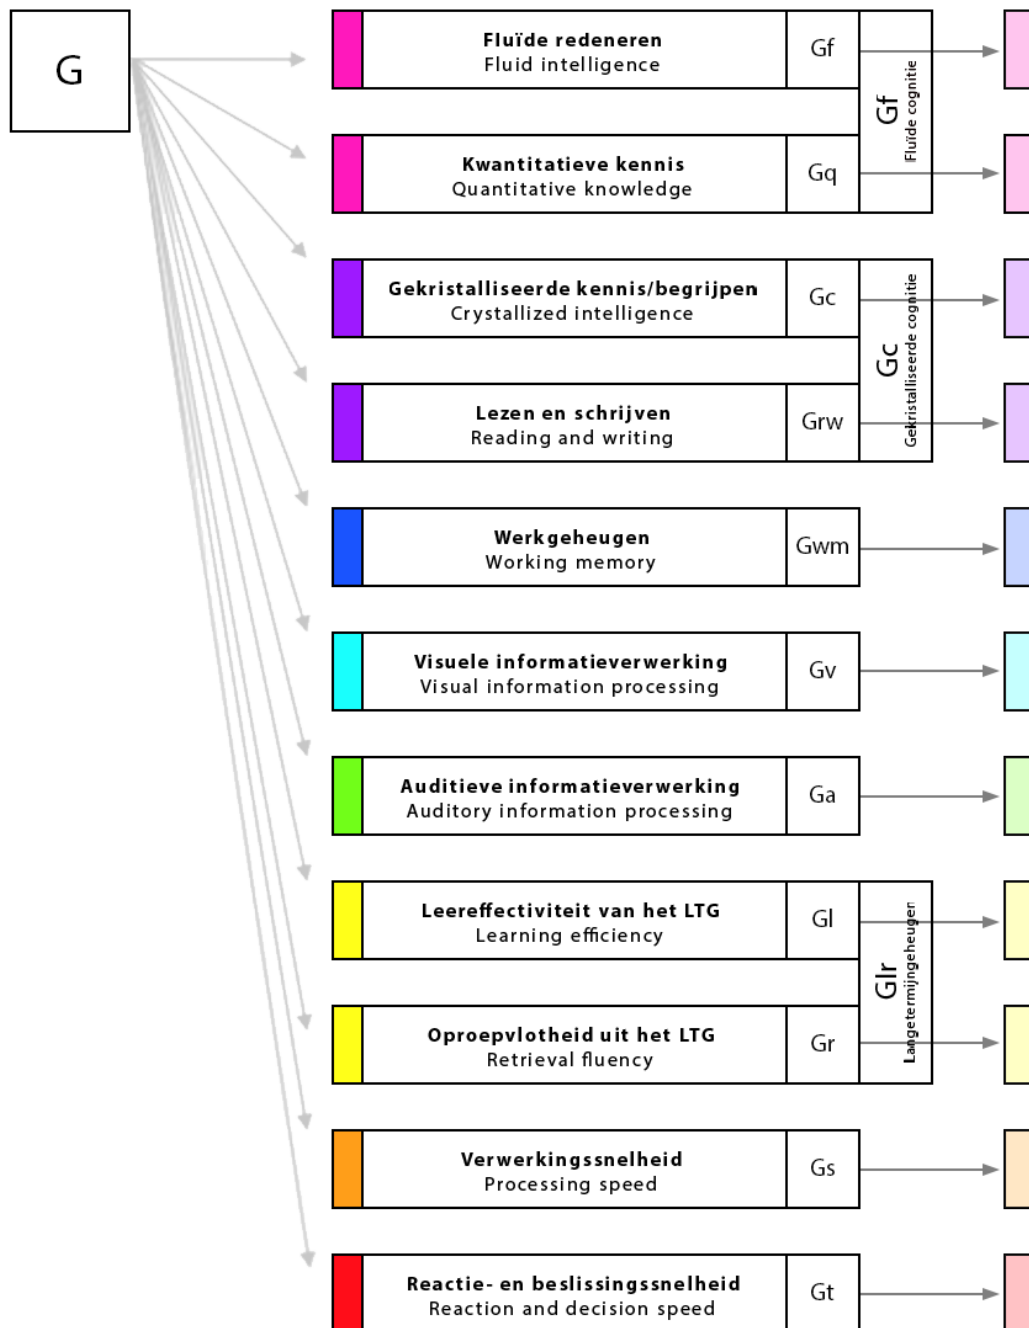 G
Fluïde redeneren
Fluid intelligence
Gf
Kwantitatieve kennis
Quantitative knowledge
Gq
Gf
Fluïde cognitie
Gekristalliseerde kennis/begrijpen
Crystallized intelligence
Gc
Lezen en schrijven
Reading and writing
Grw
Gc
Gekristalliseerde cognitie
Werkgeheugen
Working memory
Gwm
Visuele informatieverwerking
Visual information processing
Gv
Auditieve informatieverwerking
Auditory information processing
Ga
Leereffectiviteit van het LTG
Learning efficiency
Gl
Oproepvlotheid uit het LTG
Retrieval fluency
Gr
Glr
Langetermijngeheugen
Verwerkingssnelheid
Processing speed
Gs
Reactie- en beslissingssnelheid
Reaction and decision speed
Gt